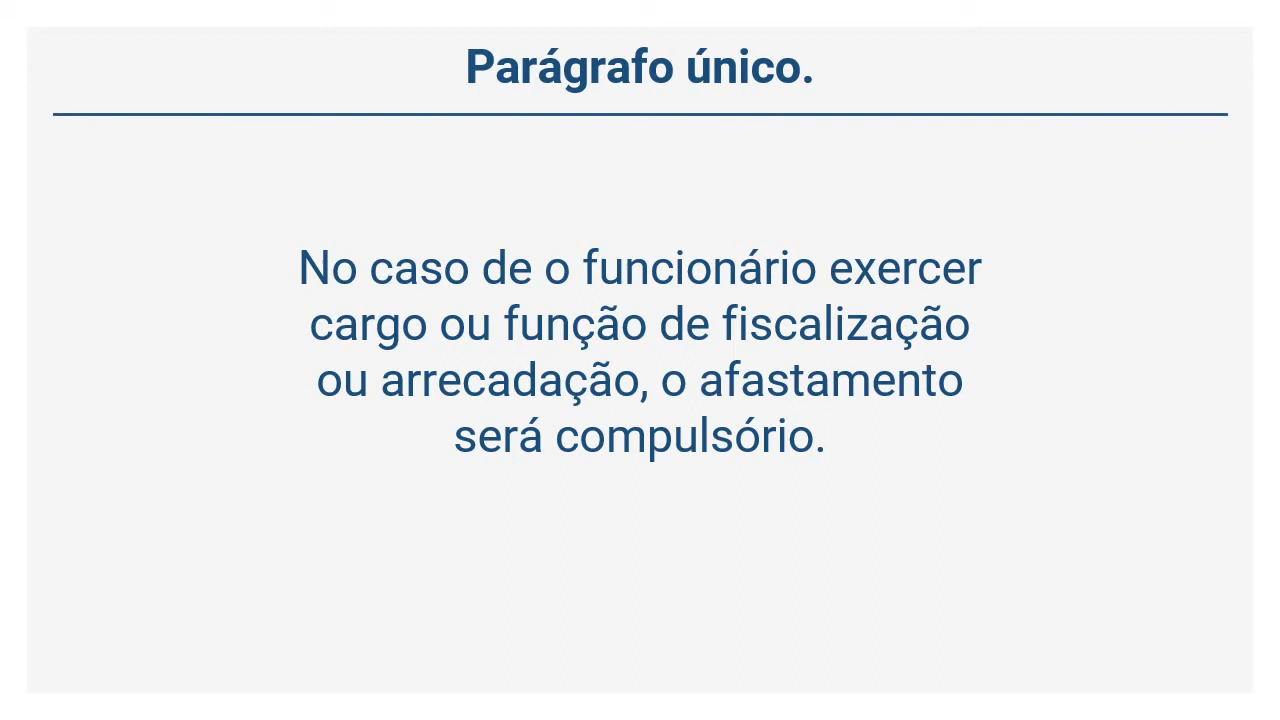 Parágrafo único.
No caso de o funcionário exercer
cargo ou função de fiscalização
ou arrecadação, o afastamento
será compulsório.